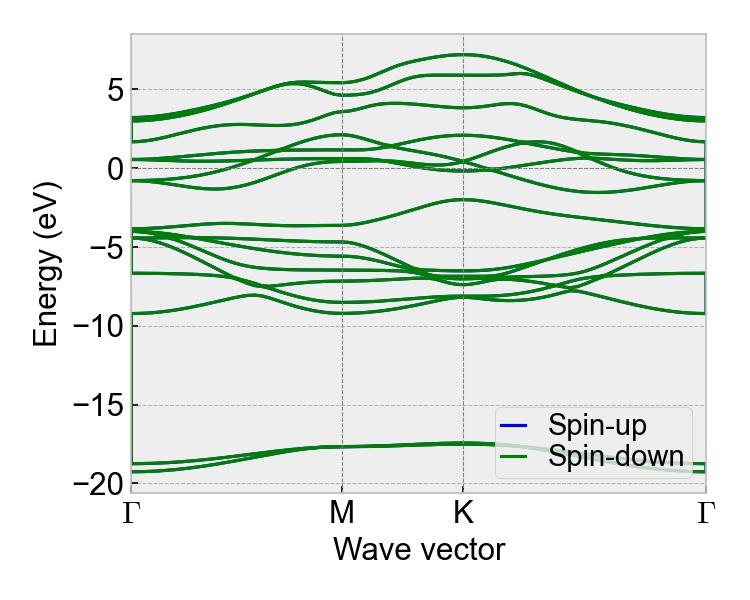 Energy (eV)
5
0
−5
−10
−15
−20
Spin-up
Spin-down
Γ M K Γ
Wave vector